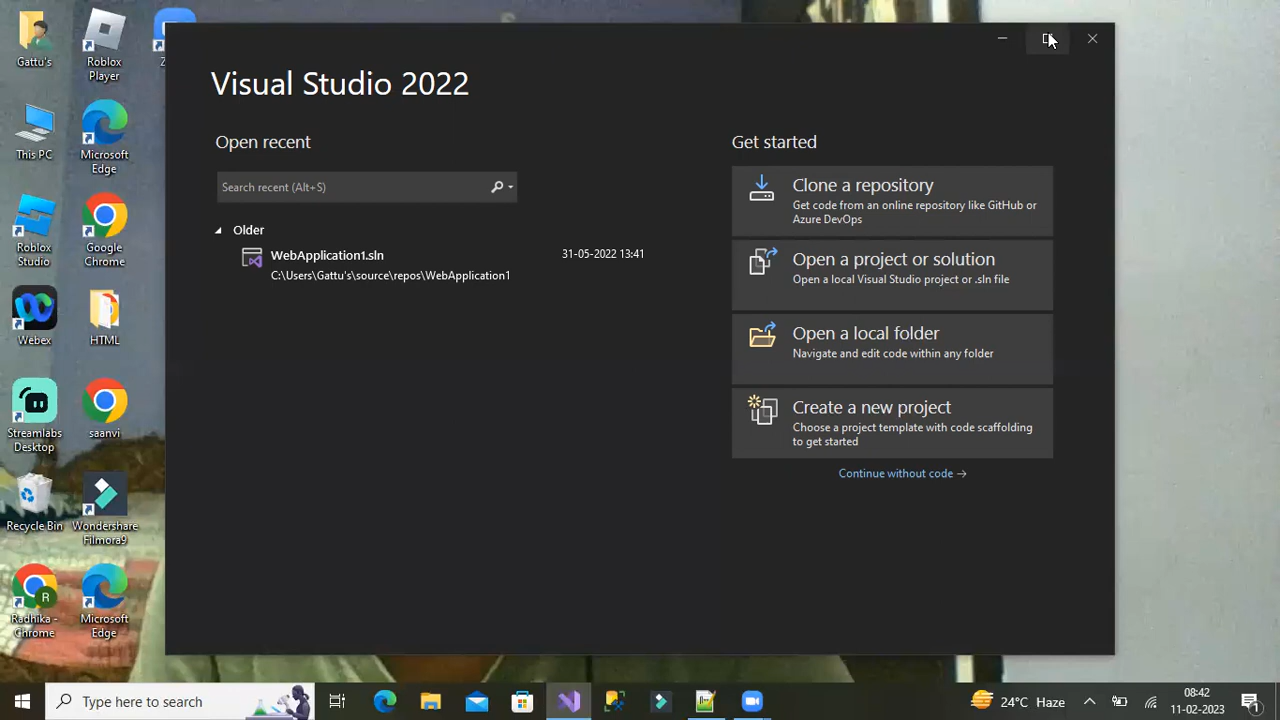 Gattu's
Roblox
Player
Z
This PC
Microsoft
Edge
Roblox
Studio
Google
Chrome
Webex
HTML
Streamlabs
Desktop
saanvi
Recycle Bin
Wondershare
Filmora9
R
Radhika -
Chrome
Microsoft
Edge
Visual Studio 2022
Open recent
Search recent (Alt+S)
Older
WebApplication1.sln
31-05-2022 13:41
C:\Users\Gattu's\source\repos\WebApplication1
Get started
Clone a repository
Get code from an online repository like GitHub or
Azure DevOps
Open a project or solution
Open a local Visual Studio project or .sln file
Open a local folder
Navigate and edit code within any folder
Create a new project
Choose a project template with code scaffolding
to get started
Continue without code →
Type here to search
24°C Haze
08:42
11-02-2023
1